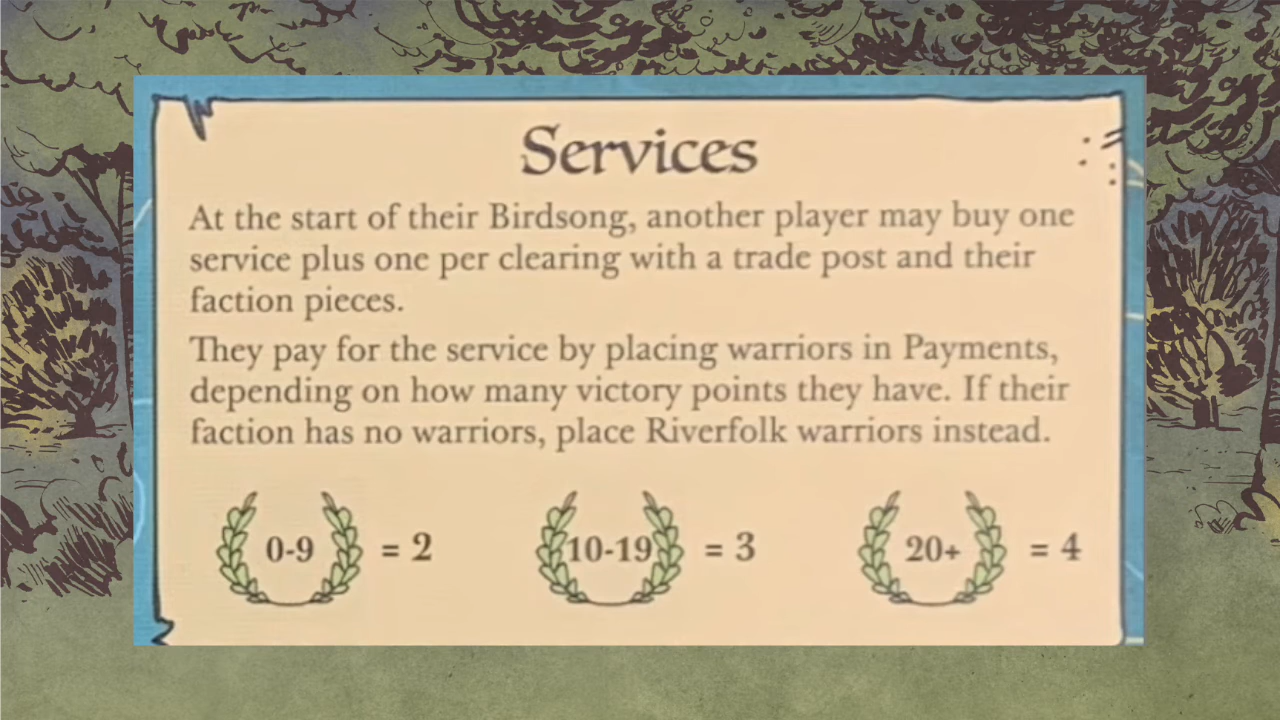 Services
At the start of their Birdsong, another player may buy one
service plus one per clearing with a trade post and their
faction pieces.
They pay for the service by placing warriors in Payments,
depending on how many victory points they have. If their
faction has no warriors, place Riverfolk warriors instead.
0-9 = 2 10-19 = 3 20+ = 4